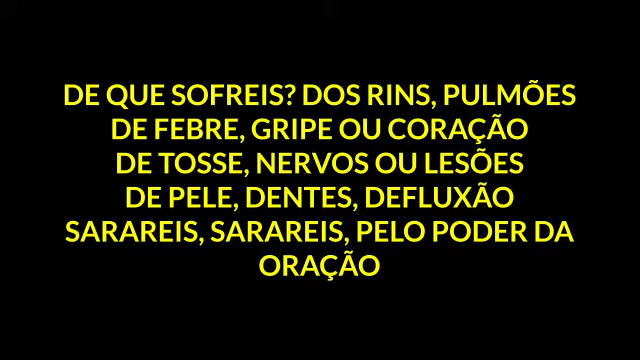 DE QUE SOFREIS? DOS RINS, PULMÕES
DE FEBRE, GRIPE OU CORAÇÃO
DE TOSSE, NERVOS OU LESÕES
DE PELE, DENTES, DEFLUXÃO
SARAREIS, SARAREIS, PELO PODER DA
ORAÇÃO